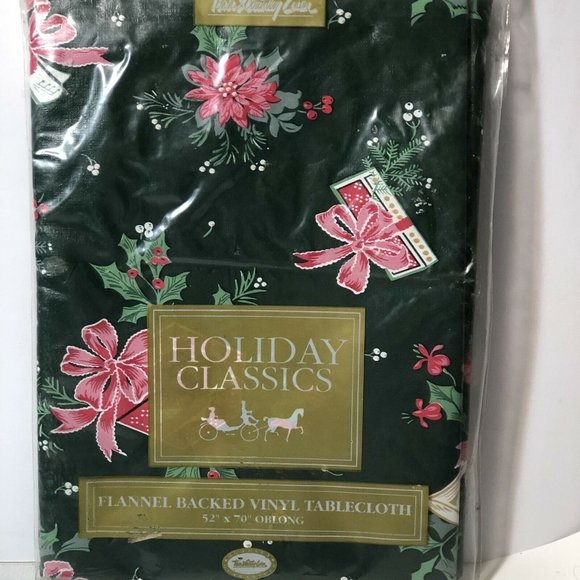 HOLIDAY
CLASSICS
FLANNEL BACKED VINYL TABLECLOTH
52" x 70" OBLONG